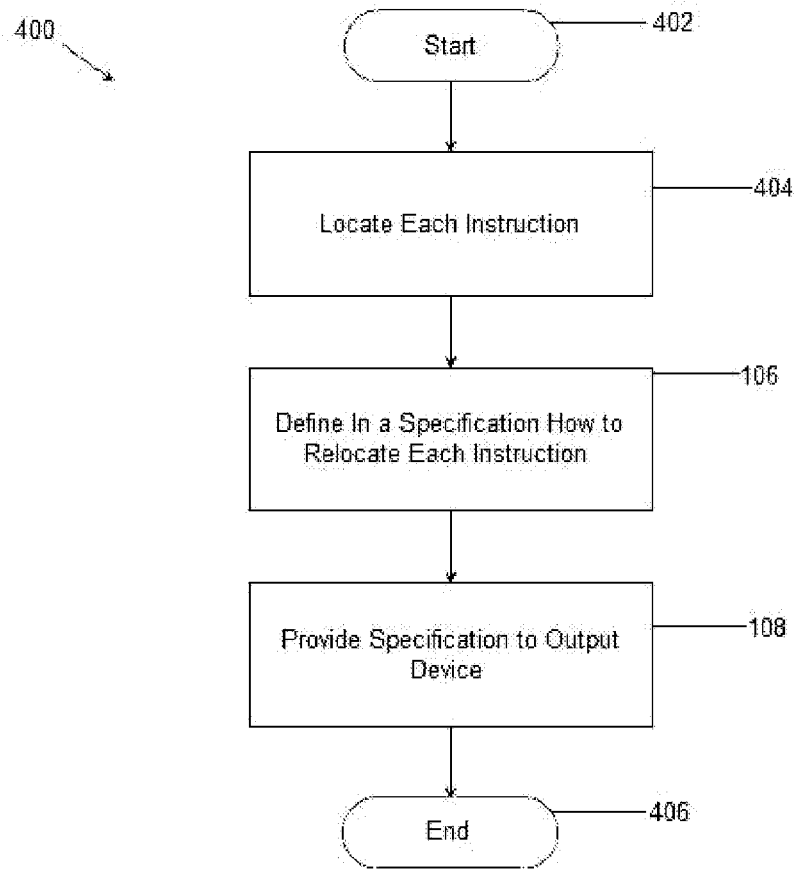 400
Start
402
Locate Each Instruction
404
Define In a Specification How to
Relocate Each Instruction
106
Provide Specification to Output
Device
108
End
406